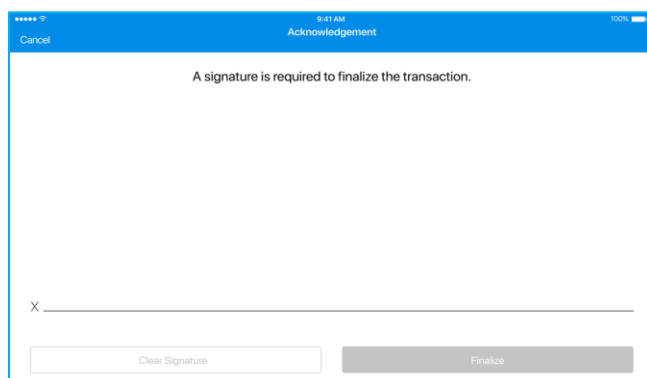 9:41 AM
100%
Acknowledgement
Cancel
A signature is required to finalize the transaction.
X
Clear Signature
Finalize